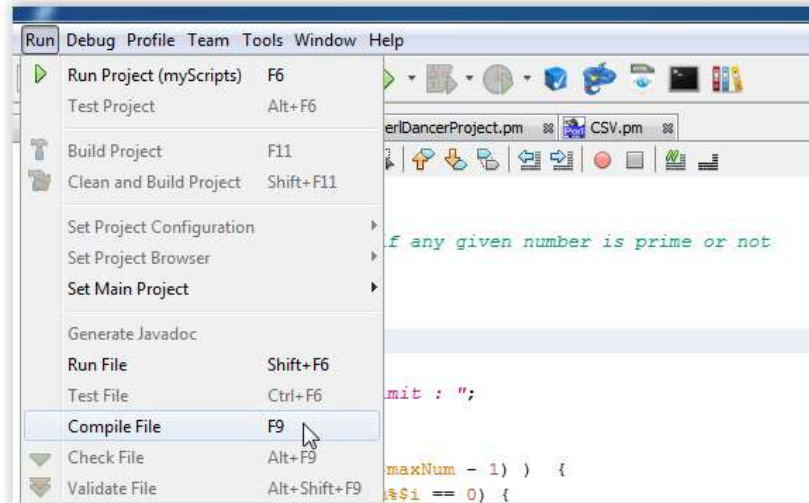 Run Debug Profile Team Tools Window Help
Run Project (myScripts) F6
Test Project Alt+F6
erlDancerProject.pm CSV.pm
Build Project F11
Clean and Build Project Shift+F11
Set Project Configuration
if any given number is prime or not
Set Project Browser
Set Main Project
Generate Javadoc
Run File Shift+F6
Test File Ctrl+F6
mit : ";
Compile File F9
Check File Alt+F9
maxNum - 1) ) {
Validate File Alt+Shift+F9
%$i == 0) {